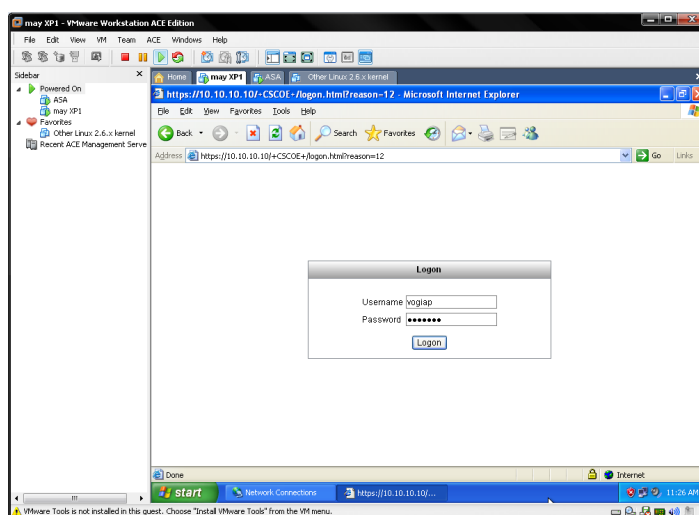 may XP1 - VMware Workstation ACE Edition
File Edit View VM Team ACE Windows Help
Sidebar
Powered On
ASA
may XP1
Favorites
Other Linux 2.6.x kernel
Recent ACE Management Serve
Home may XP1 ASA Other Linux 2.6.x kernel
https://10.10.10.10/+CSCOE+/logon.html?reason=12 - Microsoft Internet Explorer
File Edit View Favorites Tools Help
Back Search Favorites
Address https://10.10.10.10/+CSCOE+/logon.html?reason=12 Go Links
Logon
Username vogiap
Password •••••••
Logon
Done Internet
start Network Connections https://10.10.10.10/... 11:26 AM
VMware Tools is not installed in this guest. Choose "Install VMware Tools" from the VM menu.